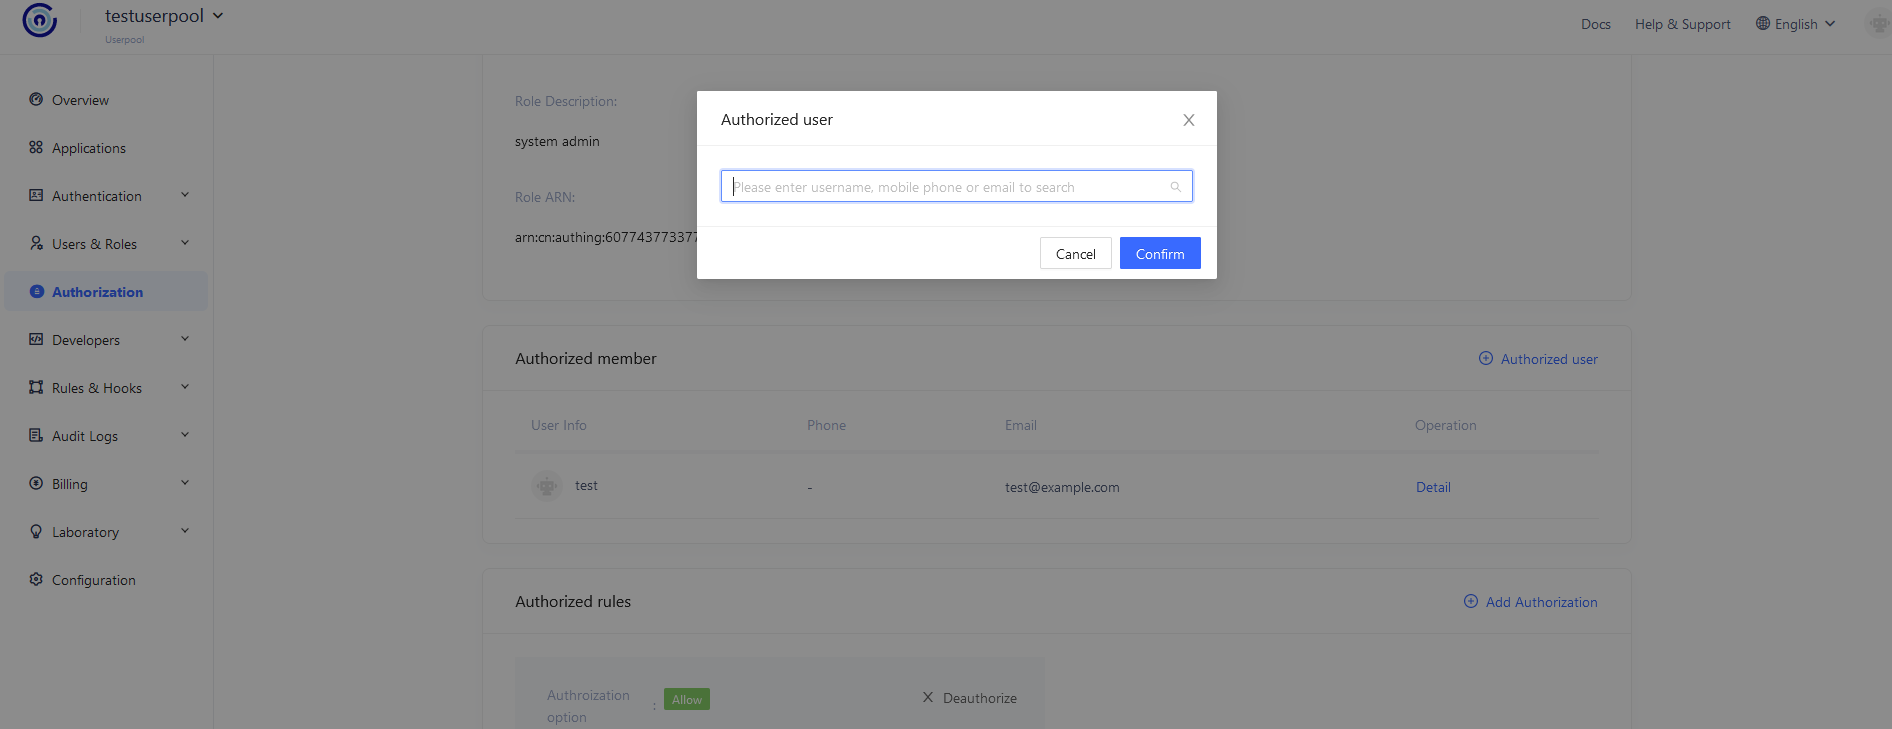 testuserpool
Userpool
Docs
Help & Support
English
Overview
Applications
Authentication
Users & Roles
Authorization
Developers
Rules & Hooks
Audit Logs
Billing
Laboratory
Configuration
Role Description:
system admin
Role ARN:
arn:cn:authing:60774377337
Authorized user
Please enter username, mobile phone or email to search
Cancel
Confirm
Authorized member
Authorized user
User Info Phone Email Operation
test - test@example.com Detail
Authorized rules
Add Authorization
Authroization
option
: Allow
Deauthorize